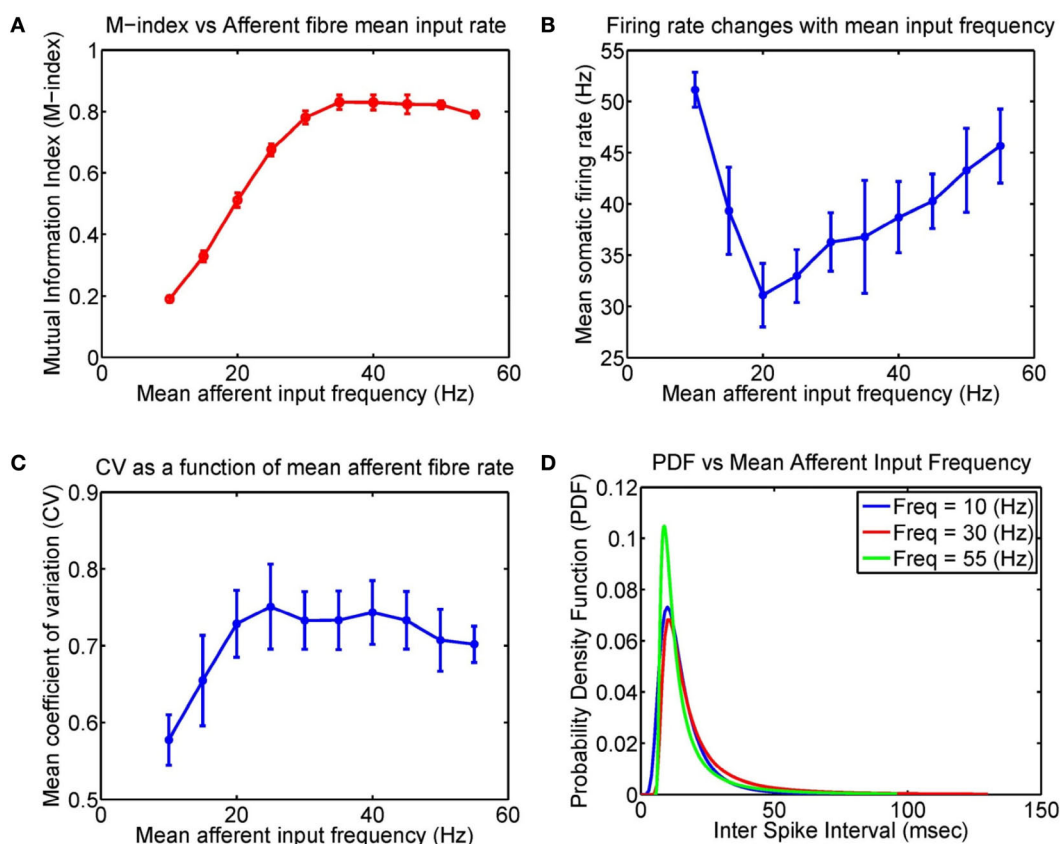 A
M-index vs Afferent fibre mean input rate
Mutual Information Index (M-index)
1
0.8
0.6
0.4
0.2
0
0
20
40
60
Mean afferent input frequency (Hz)
B
Firing rate changes with mean input frequency
Mean somatic firing rate (Hz)
55
50
45
40
35
30
25
0
20
40
60
Mean afferent input frequency (Hz)
C
CV as a function of mean afferent fibre rate
Mean coefficient of variation (CV)
0.9
0.8
0.7
0.6
0.5
0
20
40
60
Mean afferent input frequency (Hz)
D
PDF vs Mean Afferent Input Frequency
Probability Density Function (PDF)
0.12
0.1
0.08
0.06
0.04
0.02
0
0
50
100
150
Freq = 10 (Hz)
Freq = 30 (Hz)
Freq = 55 (Hz)
Inter Spike Interval (msec)